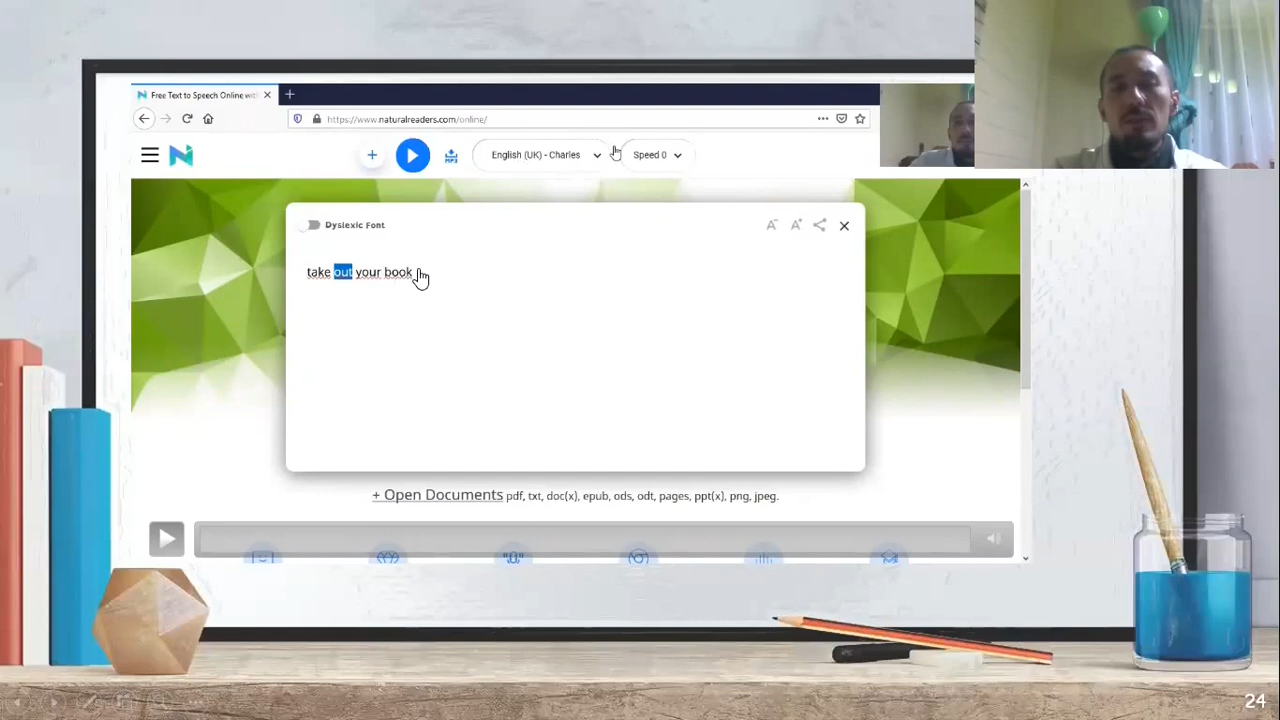 Free Text to Speech Online with
https://www.naturalreaders.com/online/
MP3
English (UK) - Charles
Speed 0
Dyslexic Font
A-
A+
take out your book
+ Open Documents pdf, txt, doc(x), epub, ods, odt, pages, ppt(x), png, jpeg.
24